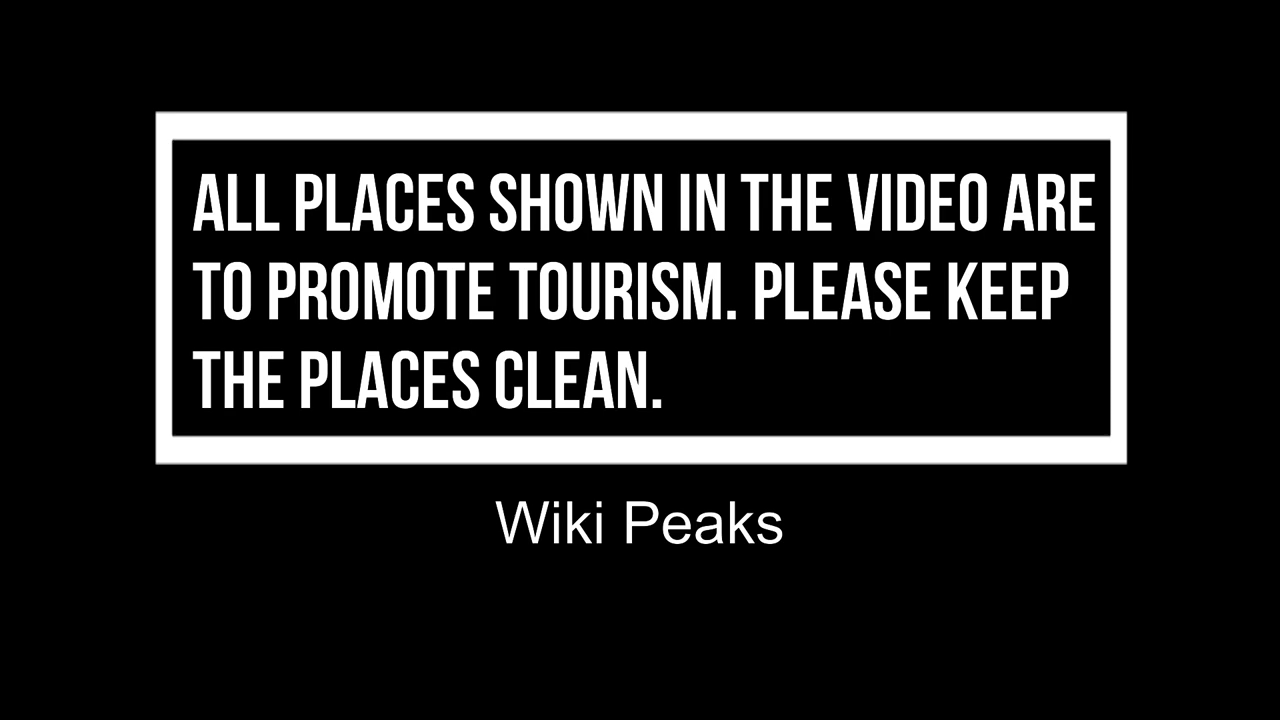 ALL PLACES SHOWN IN THE VIDEO ARE
TO PROMOTE TOURISM. PLEASE KEEP
THE PLACES CLEAN.
Wiki Peaks